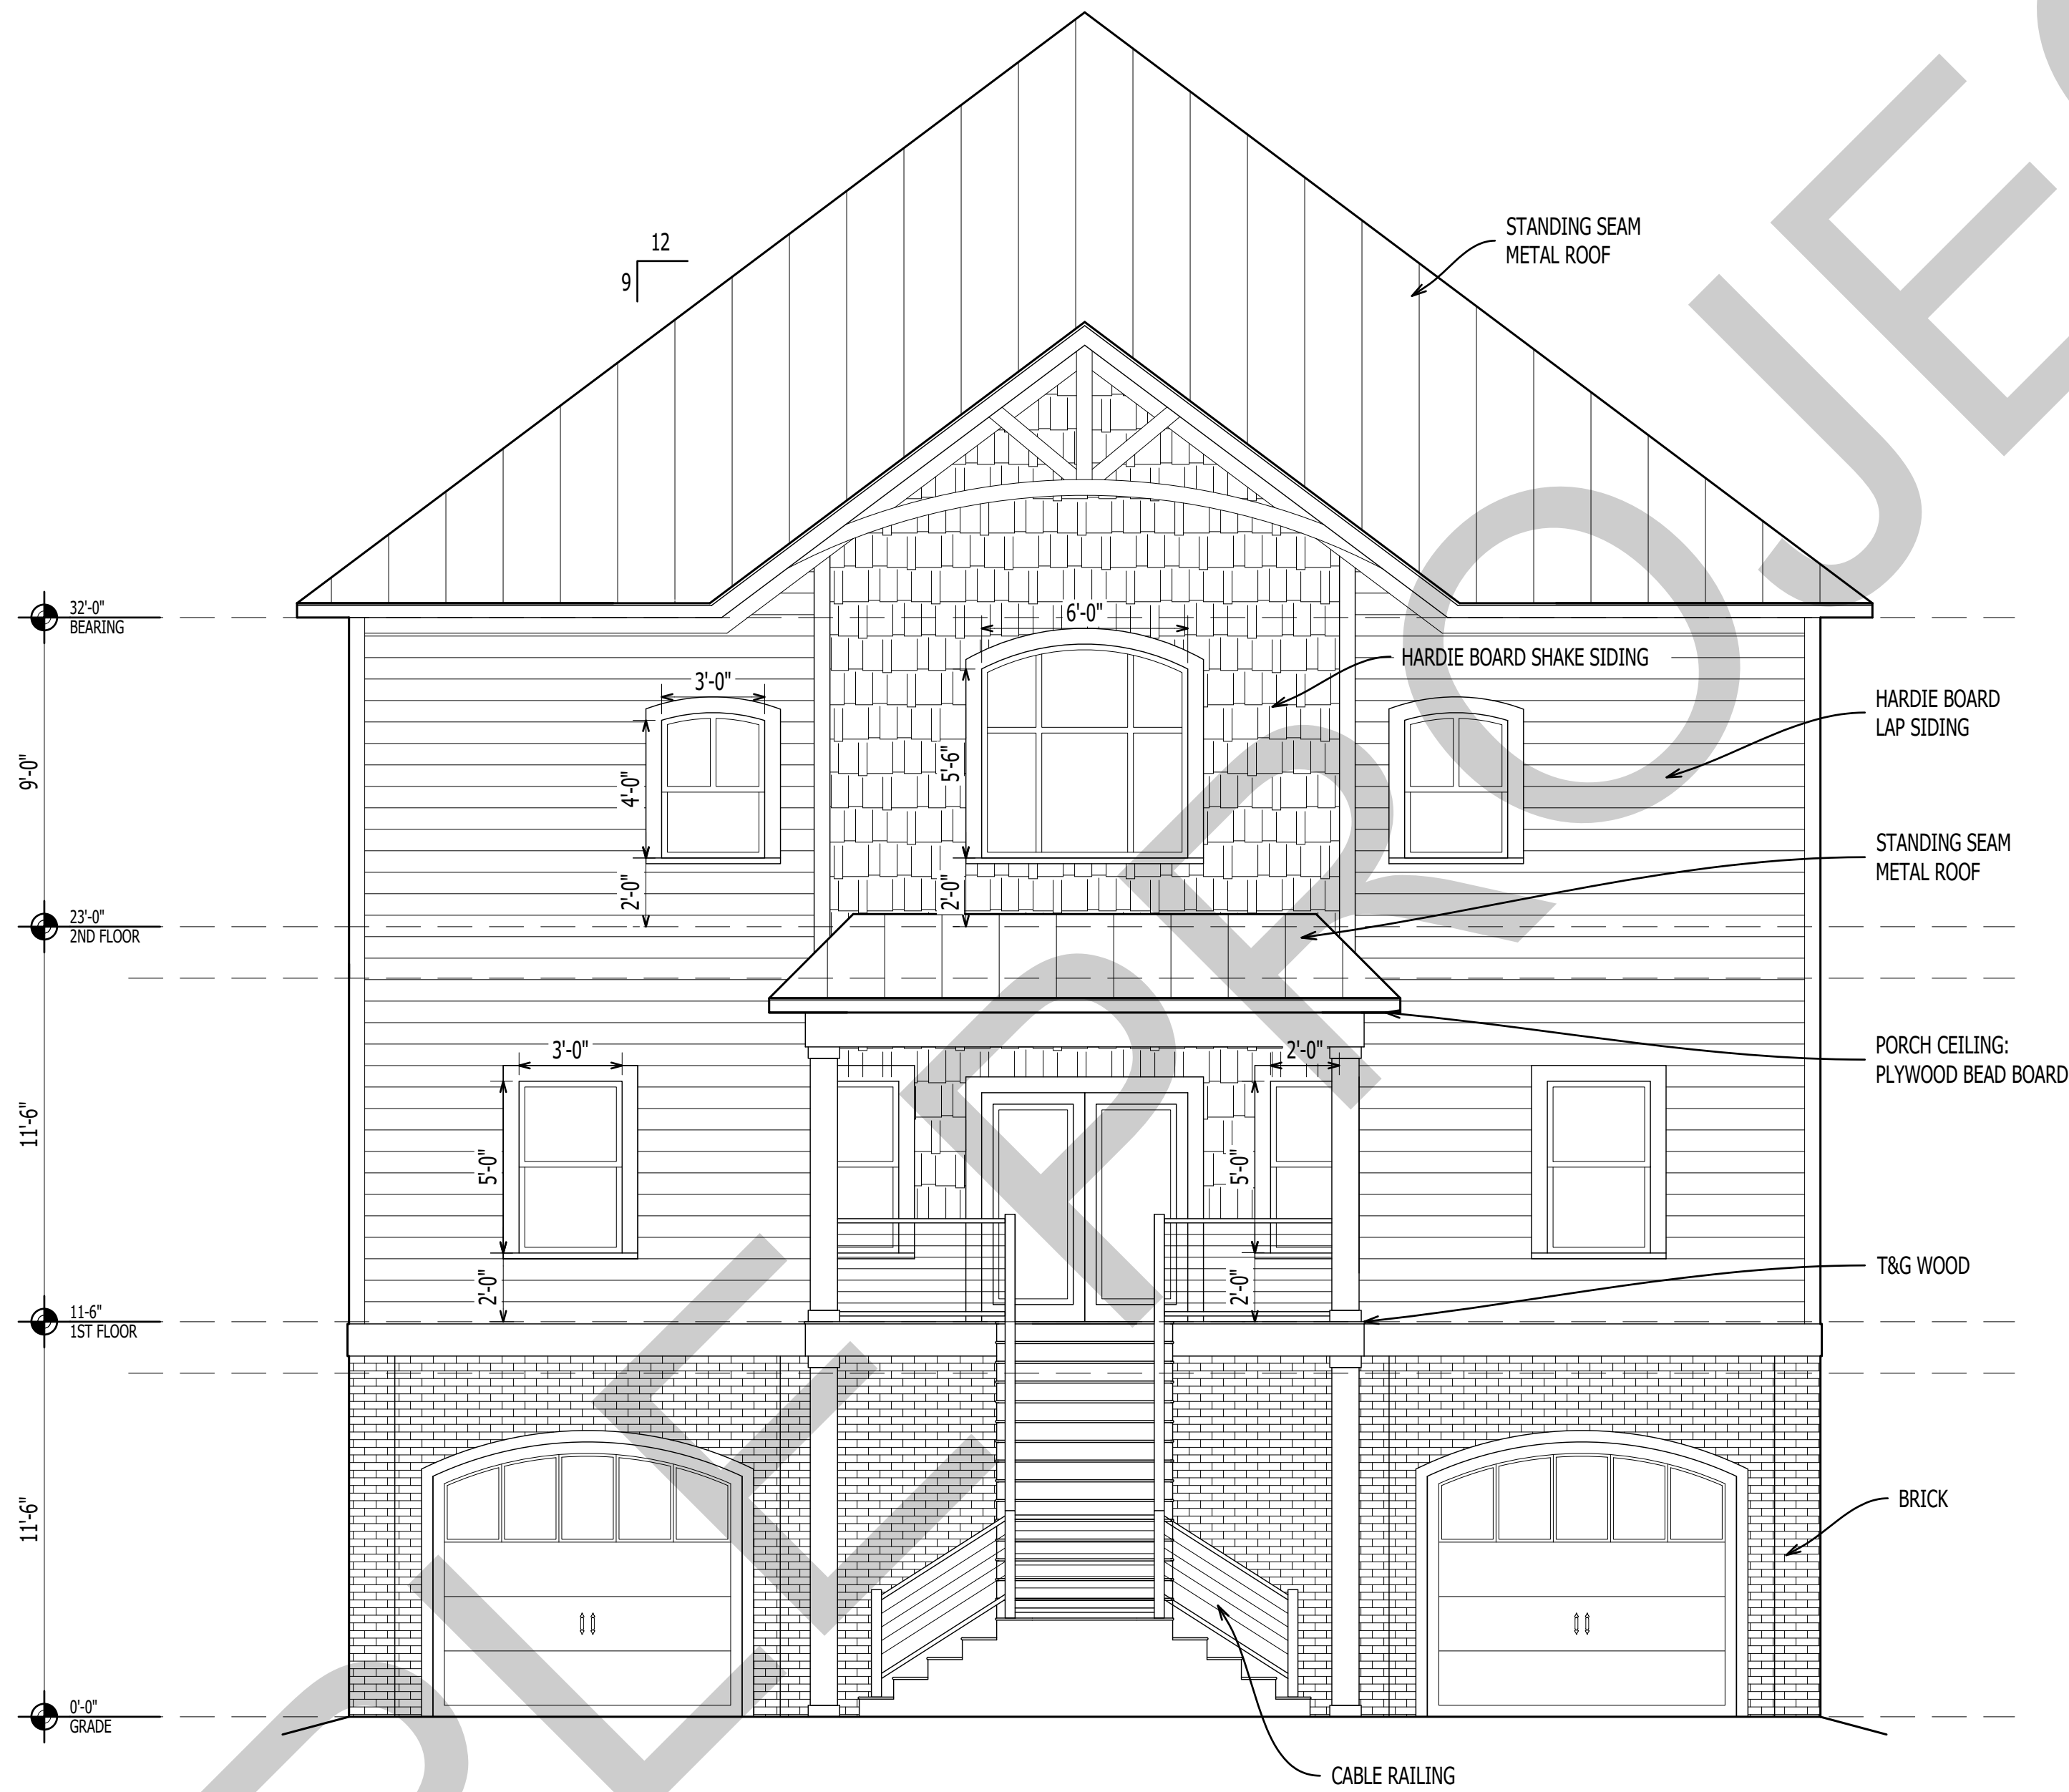 12
9
STANDING SEAM
METAL ROOF
32'-0"
BEARING
6'-0"
HARDIE BOARD SHAKE SIDING
3'-0"
HARDIE BOARD
LAP SIDING
9'-0"
4'-0"
5'-6"
STANDING SEAM
METAL ROOF
2'-0"
2'-0"
23'-0"
2ND FLOOR
PORCH CEILING:
PLYWOOD BEAD BOARD
3'-0"
2'-0"
11'-6"
5'-0"
5'-0"
T&G WOOD
2'-0"
2'-0"
11-6"
1ST FLOOR
BRICK
11'-6"
0'-0"
GRADE
CABLE RAILING
PLE PROJEC